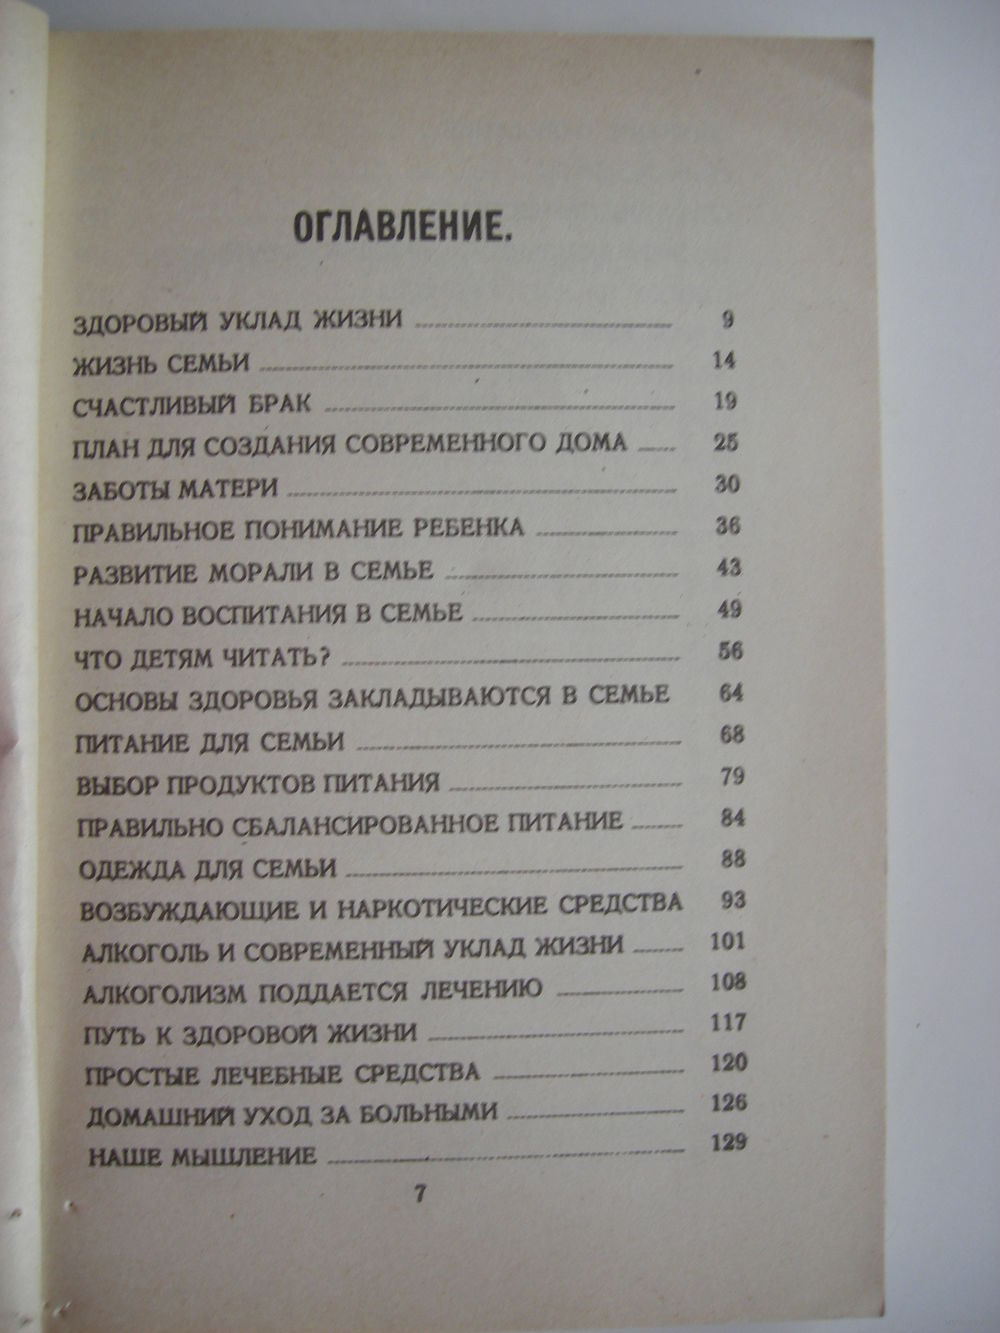 ОГЛАВЛЕНИЕ.
ЗДОРОВЫЙ УКЛАД ЖИЗНИ 9
ЖИЗНЬ СЕМЬИ 14
СЧАСТЛИВЫЙ БРАК 19
ПЛАН ДЛЯ СОЗДАНИЯ СОВРЕМЕННОГО ДОМА 25
ЗАБОТЫ МАТЕРИ 30
ПРАВИЛЬНОЕ ПОНИМАНИЕ РЕБЕНКА 36
РАЗВИТИЕ МОРАЛИ В СЕМЬЕ 43
НАЧАЛО ВОСПИТАНИЯ В СЕМЬЕ 49
ЧТО ДЕТЯМ ЧИТАТЬ? 56
ОСНОВЫ ЗДОРОВЬЯ ЗАКЛАДЫВАЮТСЯ В СЕМЬЕ 64
ПИТАНИЕ ДЛЯ СЕМЬИ 68
ВЫБОР ПРОДУКТОВ ПИТАНИЯ 79
ПРАВИЛЬНО СБАЛАНСИРОВАННОЕ ПИТАНИЕ 84
ОДЕЖДА ДЛЯ СЕМЬИ 88
ВОЗБУЖДАЮЩИЕ И НАРКОТИЧЕСКИЕ СРЕДСТВА 93
АЛКОГОЛЬ И СОВРЕМЕННЫЙ УКЛАД ЖИЗНИ 101
АЛКОГОЛИЗМ ПОДДАЕТСЯ ЛЕЧЕНИЮ 108
ПУТЬ К ЗДОРОВОЙ ЖИЗНИ 117
ПРОСТЫЕ ЛЕЧЕБНЫЕ СРЕДСТВА 120
ДОМАШНИЙ УХОД ЗА БОЛЬНЫМИ 126
НАШЕ МЫШЛЕНИЕ 129
7